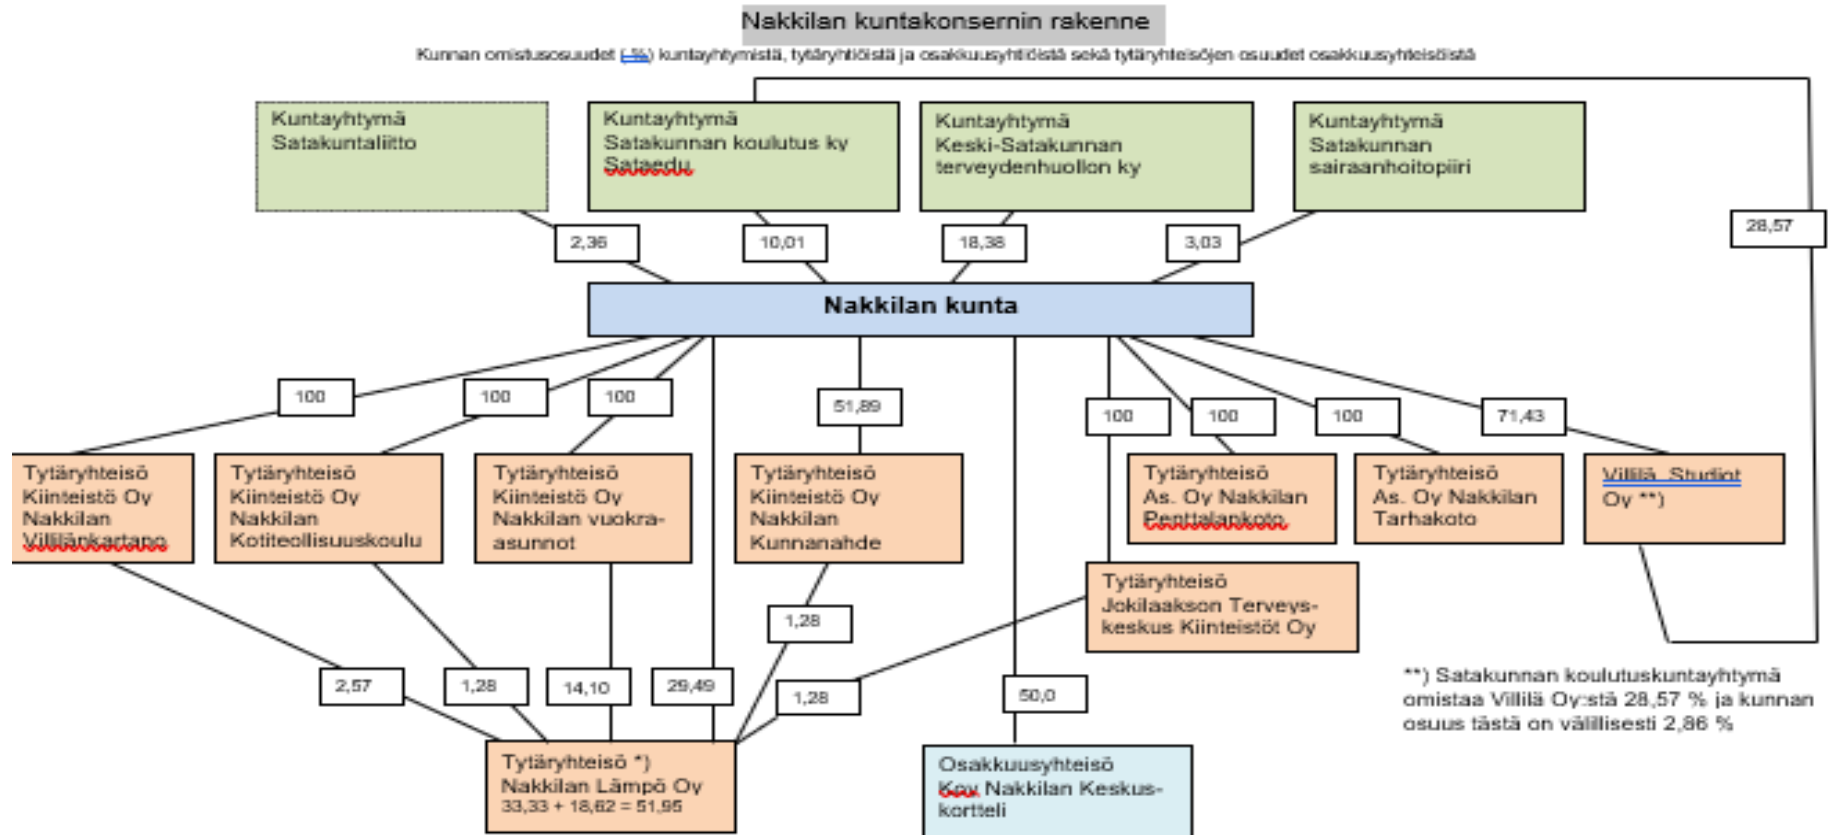 Nakkilan kuntakonsernin rakenne
Kunnan omistusosuudet (-%) kuntayhtymistä, tytäryhtiöistä ja osakkuusyhtiöistä sekä tytäryhteisöjen osuudet osakkuusyhteisöistä
Kuntayhtymä
Satakuntaliitto
Kuntayhtymä
Satakunnan koulutus ky
Sataedu
Kuntayhtymä
Keski-Satakunnan
terveydenhuollon ky
Kuntayhtymä
Satakunnan
sairaanhoitopiiri
2,36
10,01
18,38
3,03
28,57
Nakkilan kunta
100
100
100
51,89
100
100
100
71,43
Tytäryhteisö
Kiinteistö Oy
Nakkilan
Villilänkartano
Tytäryhteisö
Kiinteistö Oy
Nakkilan
Kotiteollisuuskoulu
Tytäryhteisö
Kiinteistö Oy
Nakkilan vuokra-
asunnot
Tytäryhteisö
Kiinteistö Oy
Nakkilan
Kunnanahde
Tytäryhteisö
As. Oy Nakkilan
Penttalankoto
Tytäryhteisö
As. Oy Nakkilan
Tarhakoto
Villilä Studiot
Oy **)
Tytäryhteisö
Jokilaakson Terveys-
keskus Kiinteistöt Oy
1,28
2,57
1,28
14,10
29,49
1,28
50,0
**) Satakunnan koulutuskuntayhtymä
omistaa Villilä Oy:stä 28,57 % ja kunnan
osuus tästä on välillisesti 2,86 %
Tytäryhteisö *)
Nakkilan Lämpö Oy
33,33 + 18,62 = 51,95
Osakkuusyhteisö
Koy Nakkilan Keskus-
kortteli